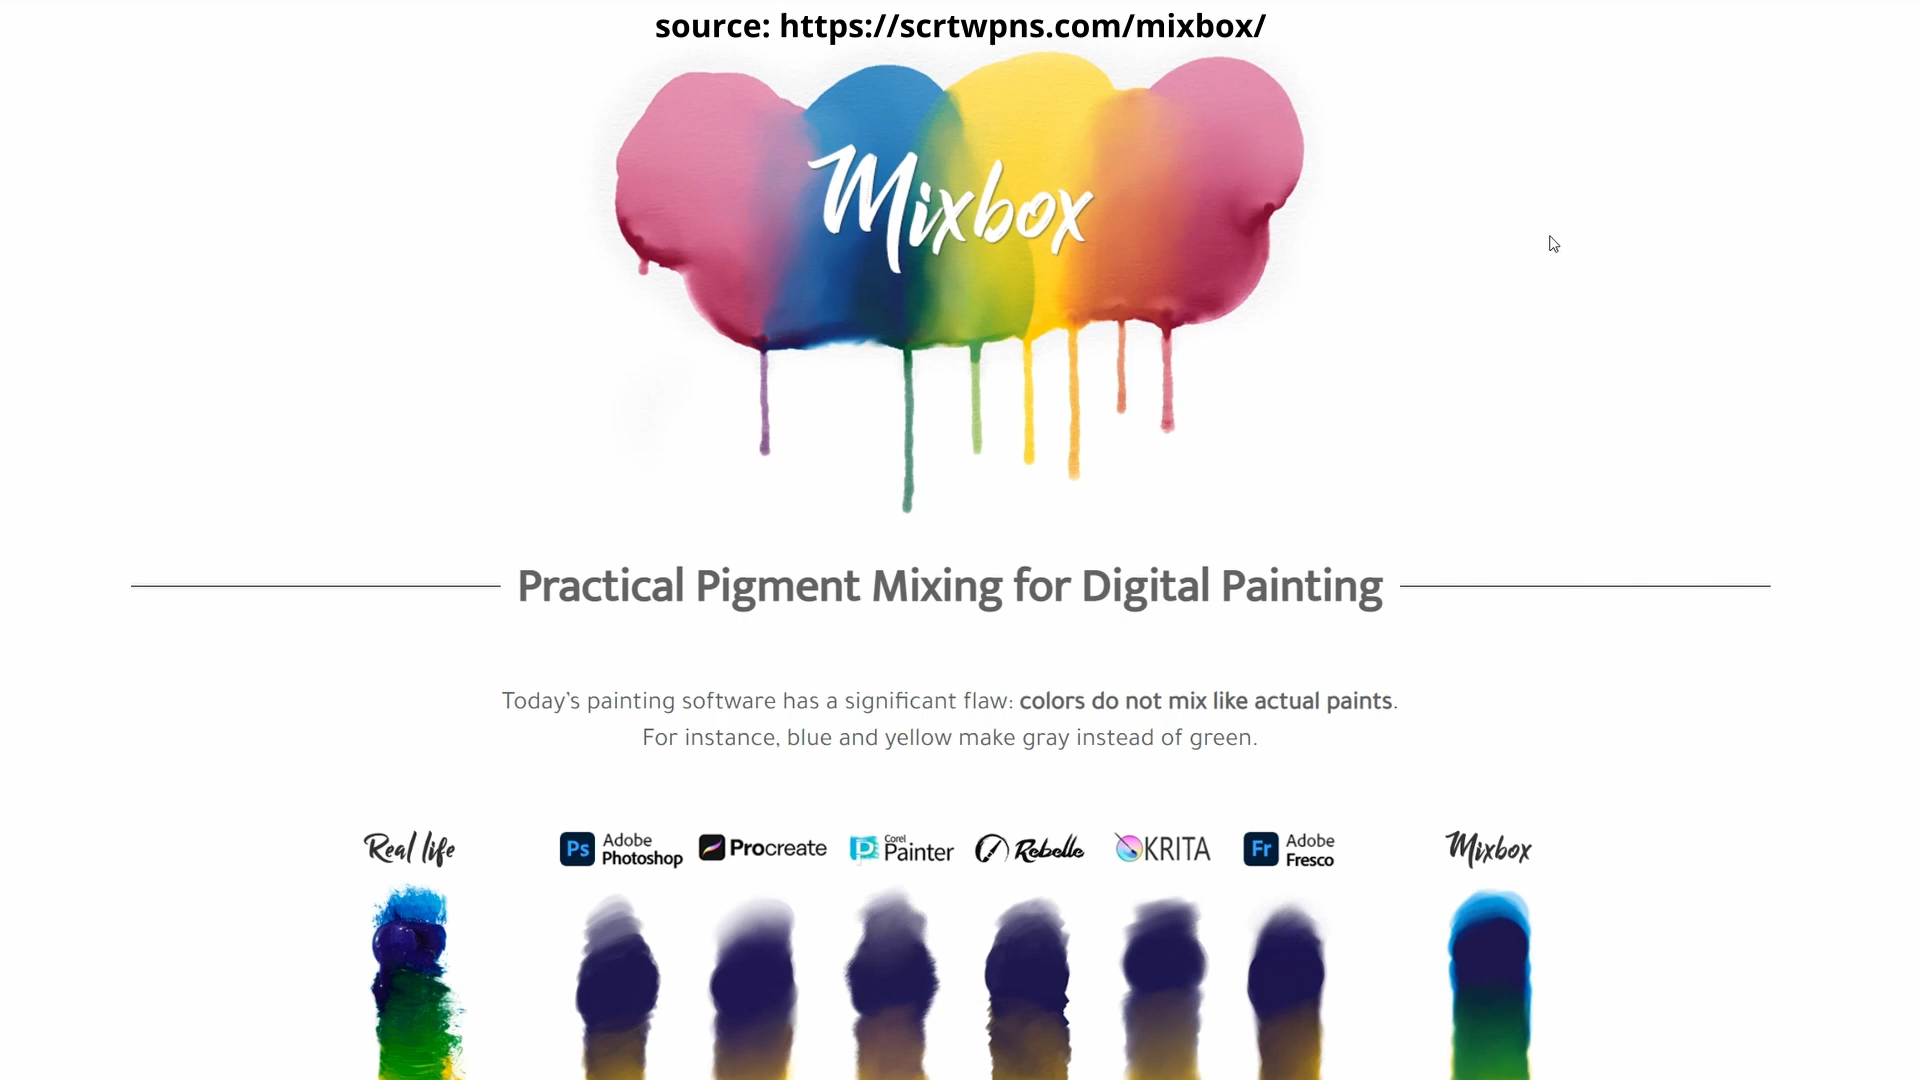 source: https://scrtwpns.com/mixbox/
Mixbox
Practical Pigment Mixing for Digital Painting
Today’s painting software has a significant flaw: colors do not mix like actual paints.
For instance, blue and yellow make gray instead of green.
Real life
Ps Adobe Photoshop
Procreate
Corel Painter
Rebelle
KRITA
Fr Adobe Fresco
Mixbox